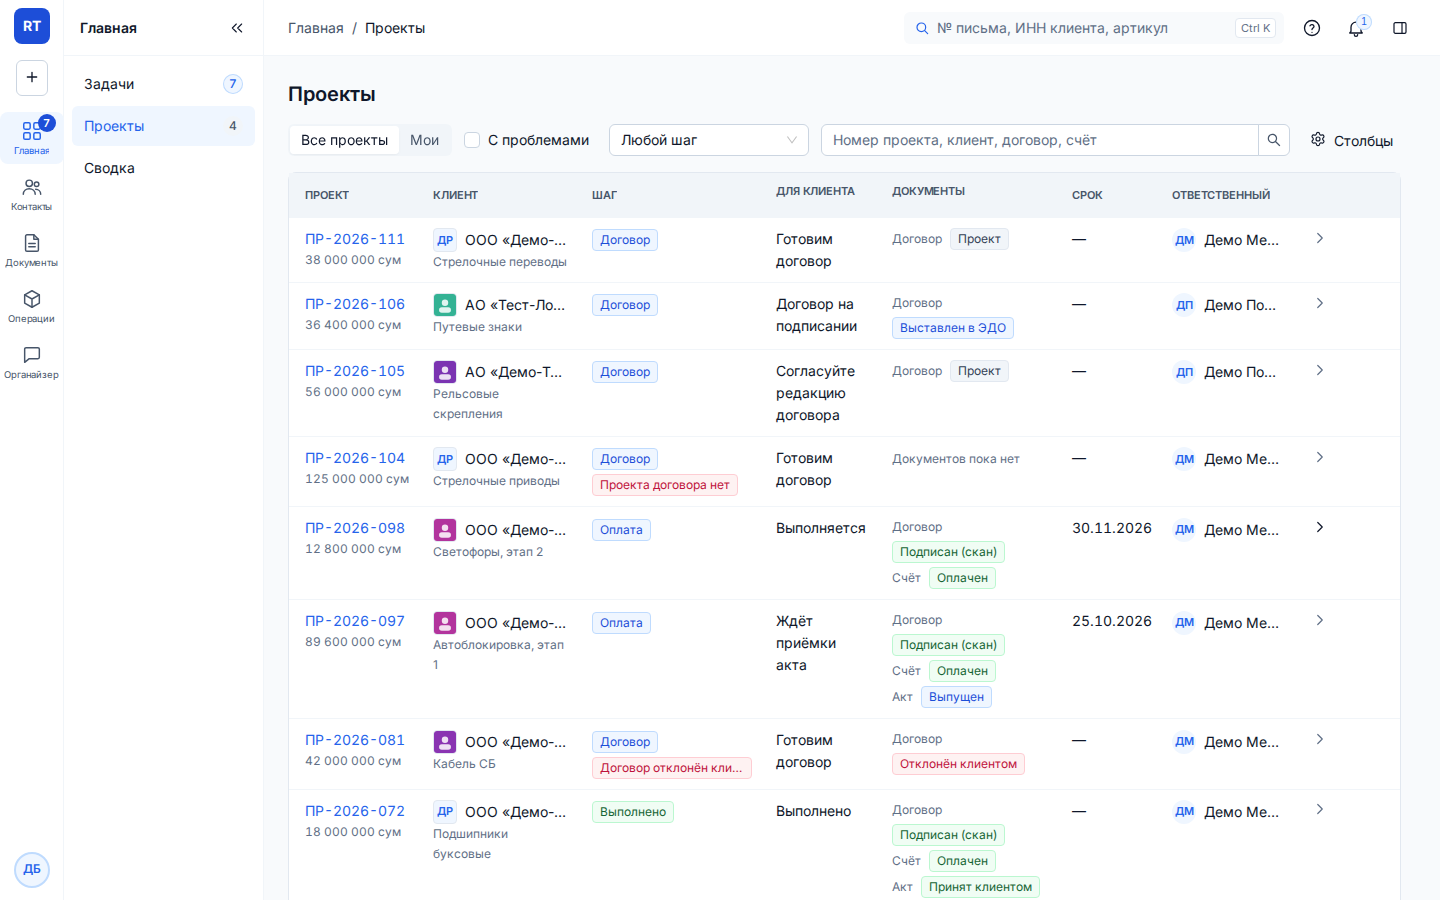 RT
Главная
Главная / Проекты
№ письма, ИНН клиента, артикул
Ctrl K
1
7
Главная
Контакты
Документы
Операции
Органайзер
ДБ
Задачи 7
Проекты 4
Сводка
Проекты
Все проекты Мои
С проблемами
Любой шаг
Номер проекта, клиент, договор, счёт
Столбцы
ПРОЕКТ КЛИЕНТ ШАГ ДЛЯ КЛИЕНТА ДОКУМЕНТЫ СРОК ОТВЕТСТВЕННЫЙ
ПР-2026-111 ДР ООО «Демо-... Договор Готовим Договор Проект — ДМ Демо Ме...
38 000 000 сум Стрелочные переводы договор
ПР-2026-106 АО «Тест-Ло... Договор Договор на Договор — ДП Демо По...
36 400 000 сум Путевые знаки подписании Выставлен в ЭДО
ПР-2026-105 АО «Демо-Т... Договор Согласуйте Договор Проект — ДП Демо По...
56 000 000 сум Рельсовые редакцию
скрепления договора
ПР-2026-104 ДР ООО «Демо-... Договор Готовим Документов пока нет — ДМ Демо Ме...
125 000 000 сум Стрелочные приводы Проекта договора нет договор
ПР-2026-098 ООО «Демо-... Оплата Выполняется Договор 30.11.2026 ДМ Демо Ме...
12 800 000 сум Светофоры, этап 2 Подписан (скан)
Счёт Оплачен
ПР-2026-097 ООО «Демо-... Оплата Ждёт Договор 25.10.2026 ДМ Демо Ме...
89 600 000 сум Автоблокировка, этап приёмки Подписан (скан)
1 акта Счёт Оплачен
Акт Выпущен
ПР-2026-081 ООО «Демо-... Договор Готовим Договор — ДМ Демо Ме...
42 000 000 сум Кабель СБ Договор отклонён кли... договор Отклонён клиентом
ПР-2026-072 ДР ООО «Демо-... Выполнено Выполнено Договор — ДМ Демо Ме...
18 000 000 сум Подшипники Подписан (скан)
буксовые Счёт Оплачен
Акт Принят клиентом